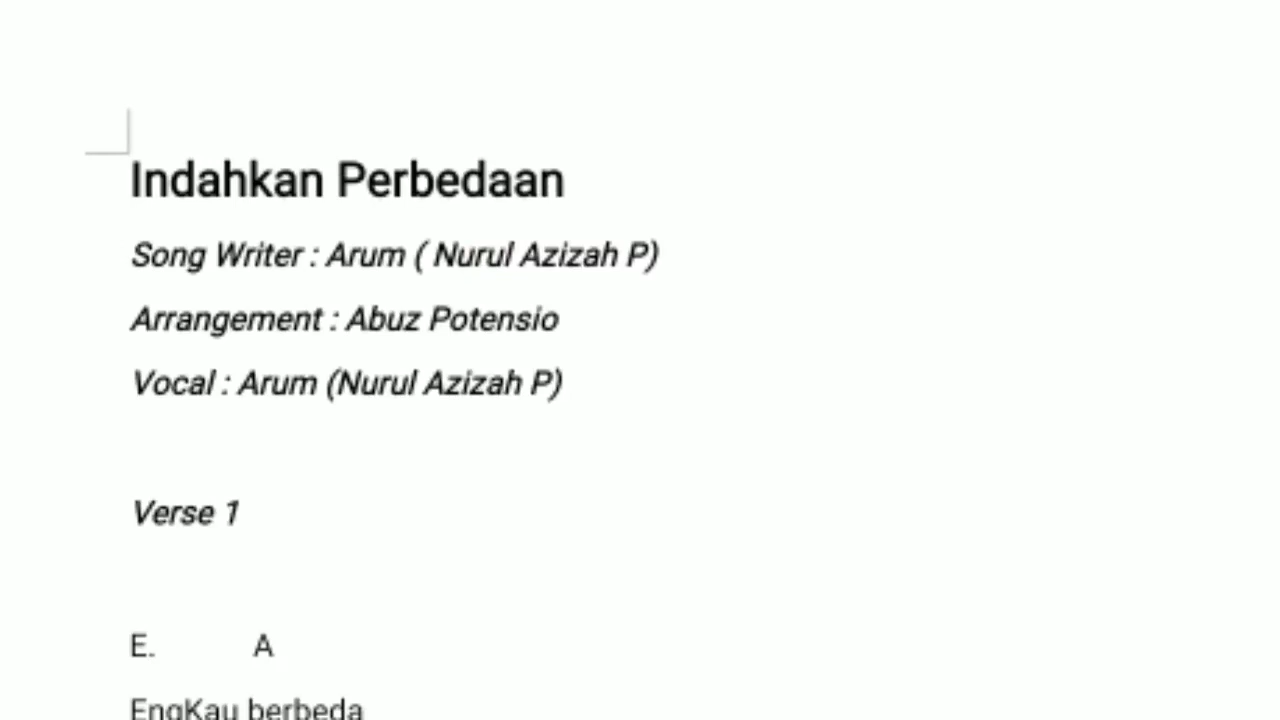 Indahkan Perbedaan
Song Writer : Arum ( Nurul Azizah P)
Arrangement : Abuz Potensio
Vocal : Arum (Nurul Azizah P)
Verse 1
E. A
EngKau berbeda